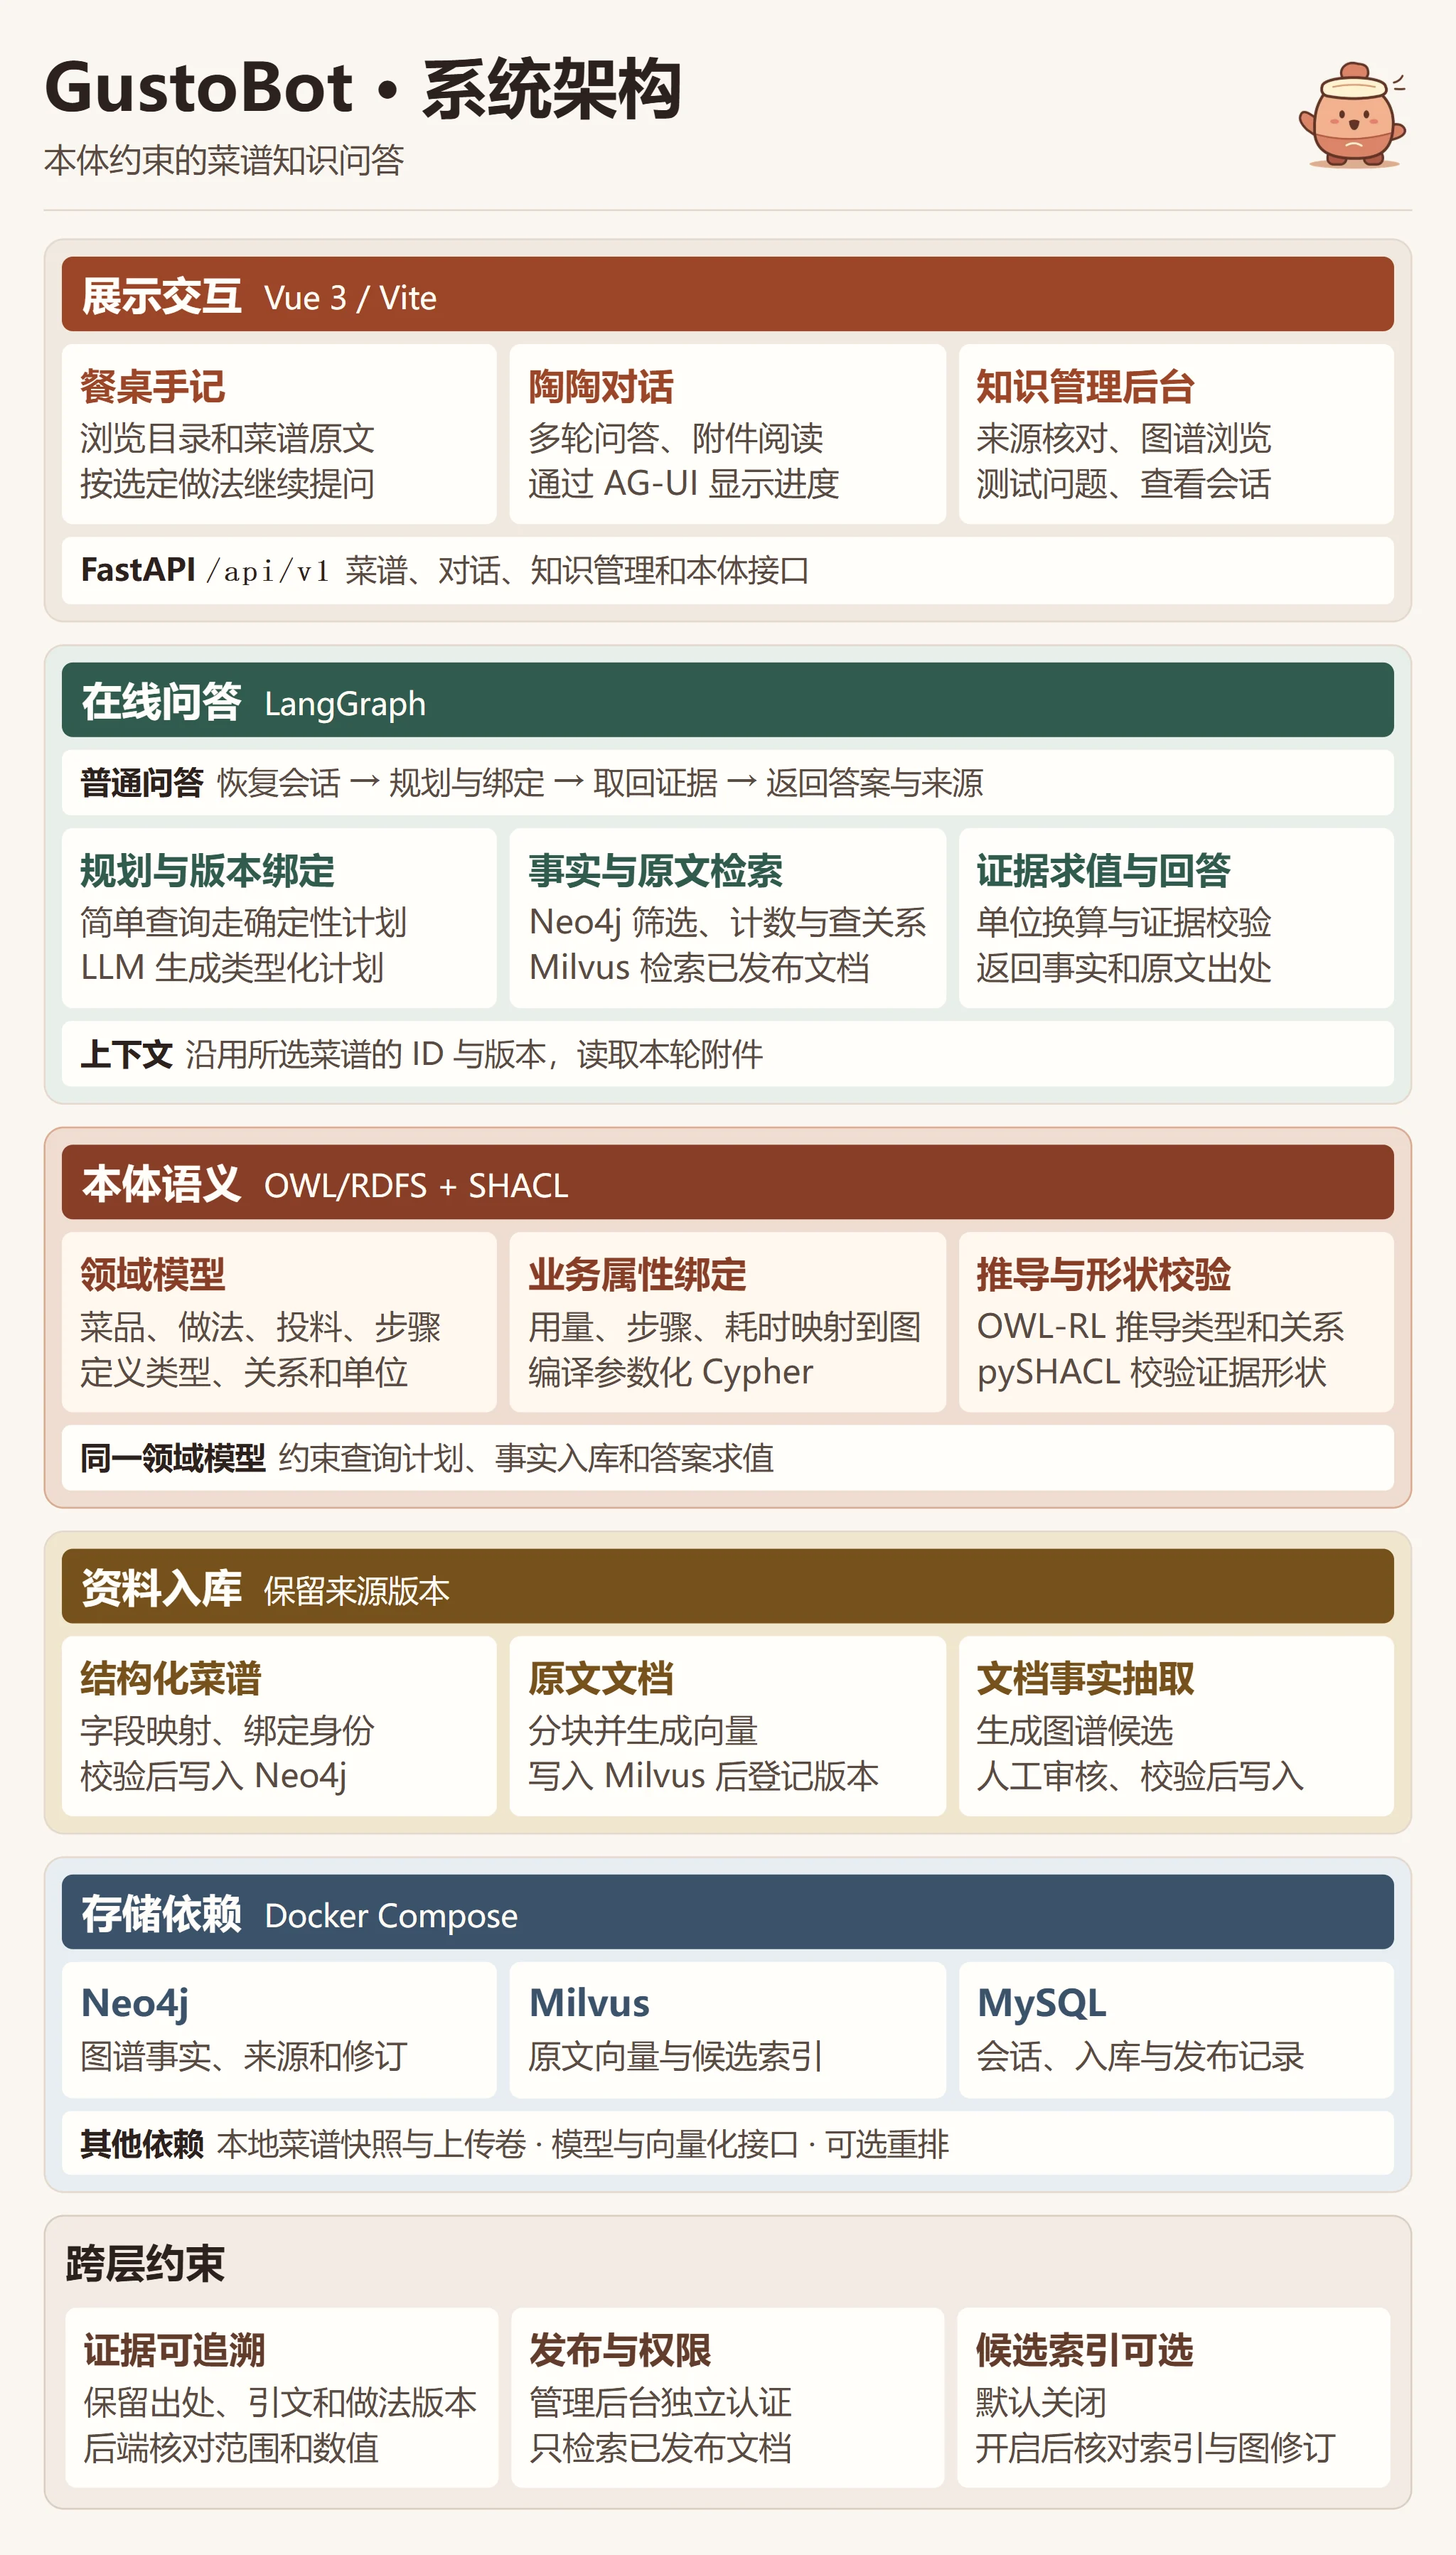 GustoBot · 系统架构
本体约束的菜谱知识问答
展示交互 Vue 3 / Vite
餐桌手记
浏览目录和菜谱原文
按选定做法继续提问
陶陶对话
多轮问答、附件阅读
通过 AG-UI 显示进度
知识管理后台
来源核对、图谱浏览
测试问题、查看会话
FastAPI /api/v1 菜谱、对话、知识管理和本体接口
在线问答 LangGraph
普通问答 恢复会话 → 规划与绑定 → 取回证据 → 返回答案与来源
规划与版本绑定
简单查询走确定性计划
LLM 生成类型化计划
事实与原文检索
Neo4j 筛选、计数与查关系
Milvus 检索已发布文档
证据求值与回答
单位换算与证据校验
返回事实和原文出处
上下文 沿用所选菜谱的 ID 与版本，读取本轮附件
本体语义 OWL/RDFS + SHACL
领域模型
菜品、做法、投料、步骤
定义类型、关系和单位
业务属性绑定
用量、步骤、耗时映射到图
编译参数化 Cypher
推导与形状校验
OWL-RL 推导类型和关系
pySHACL 校验证据形状
同一领域模型 约束查询计划、事实入库和答案求值
资料入库 保留来源版本
结构化菜谱
字段映射、绑定身份
校验后写入 Neo4j
原文文档
分块并生成向量
写入 Milvus 后登记版本
文档事实抽取
生成图谱候选
人工审核、校验后写入
存储依赖 Docker Compose
Neo4j
图谱事实、来源和修订
Milvus
原文向量与候选索引
MySQL
会话、入库与发布记录
其他依赖 本地菜谱快照与上传卷 · 模型与向量化接口 · 可选重排
跨层约束
证据可追溯
保留出处、引文和做法版本
后端核对范围和数值
发布与权限
管理后台独立认证
只检索已发布文档
候选索引可选
默认关闭
开启后核对索引与图修订